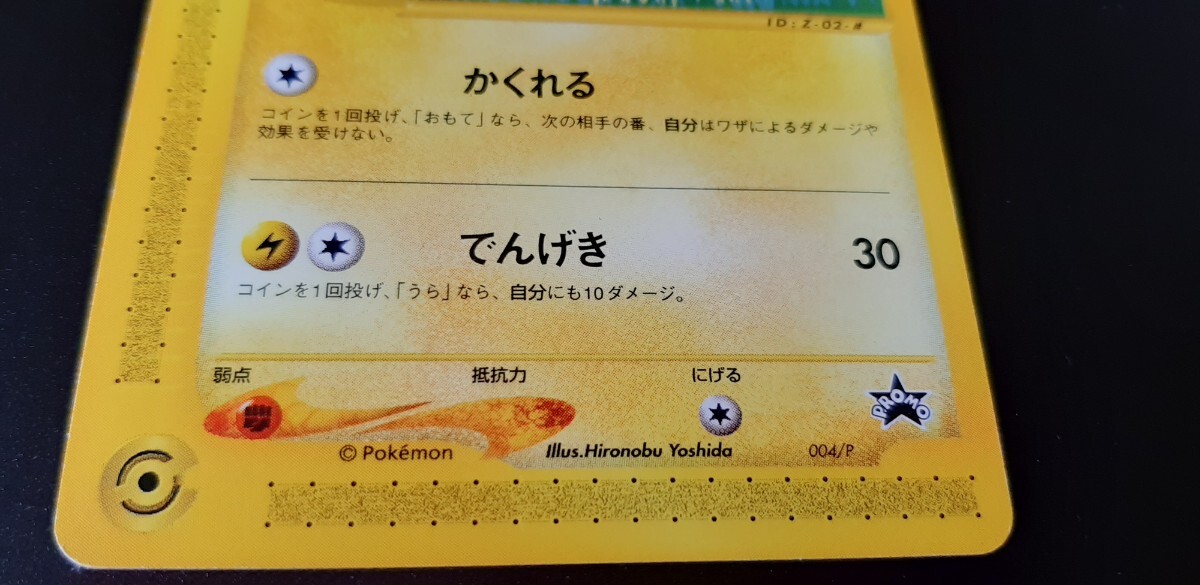 ID:Z-02-#
かくれる
コインを1回投げ、「おもて」なら、次の相手の番、自分はワザによるダメージや
効果を受けない。
でんげき 30
コインを1回投げ、「うら」なら、自分にも10ダメージ。
弱点 抵抗力 にげる
PROMO
© Pokémon Illus.Hironobu Yoshida 004/P